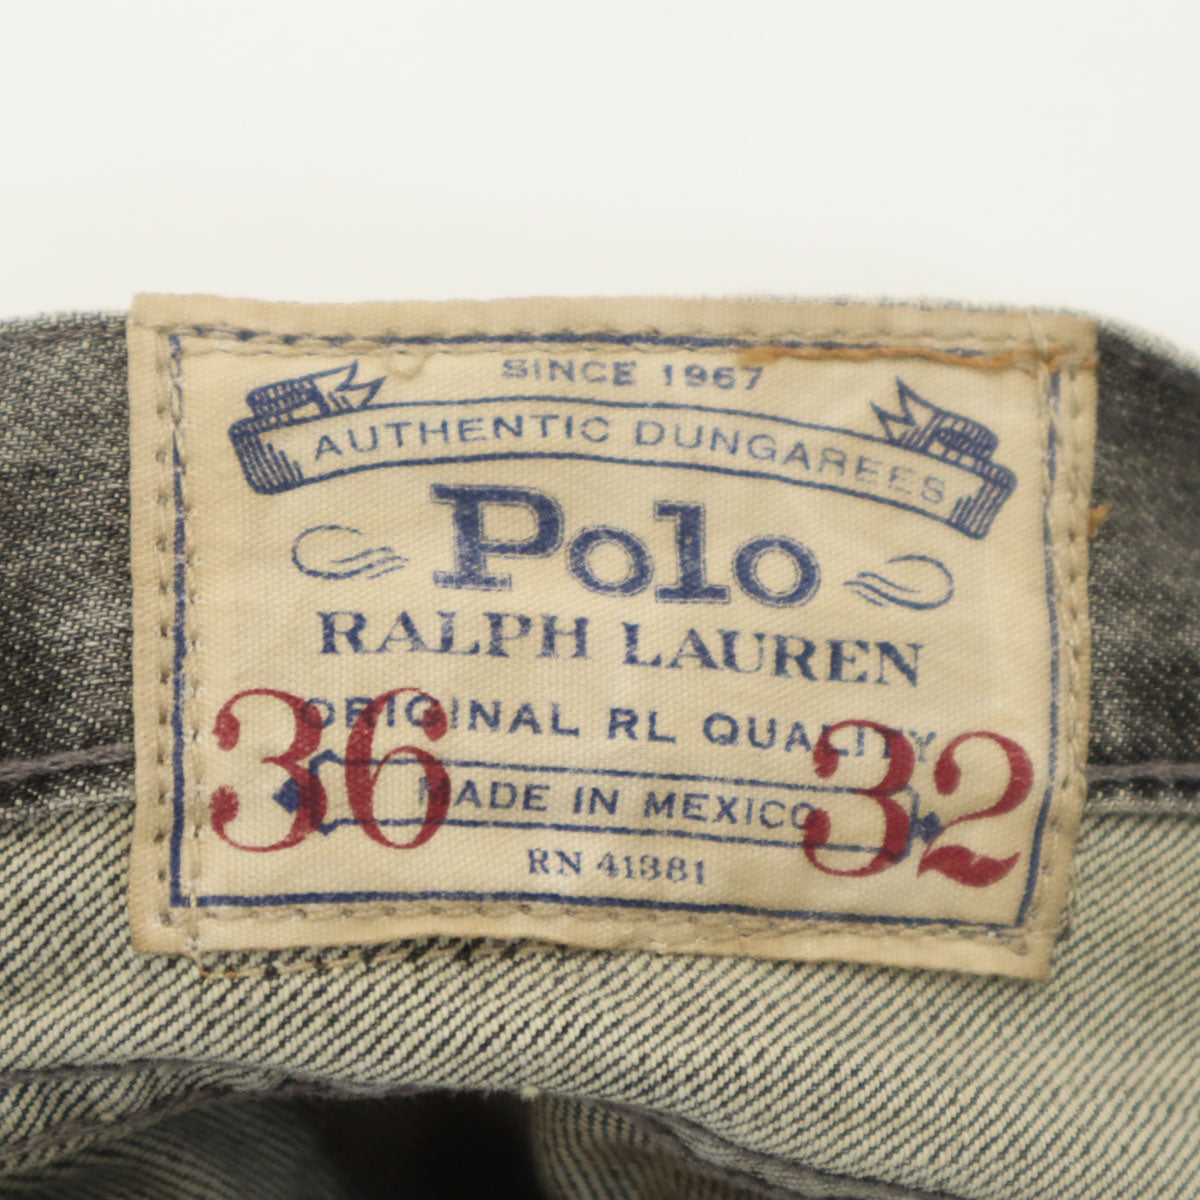 SINCE 1967
AUTHENTIC DUNGAREES
Polo
RALPH LAUREN
ORIGINAL RL QUALITY
36 32
MADE IN MEXICO
RN 41381